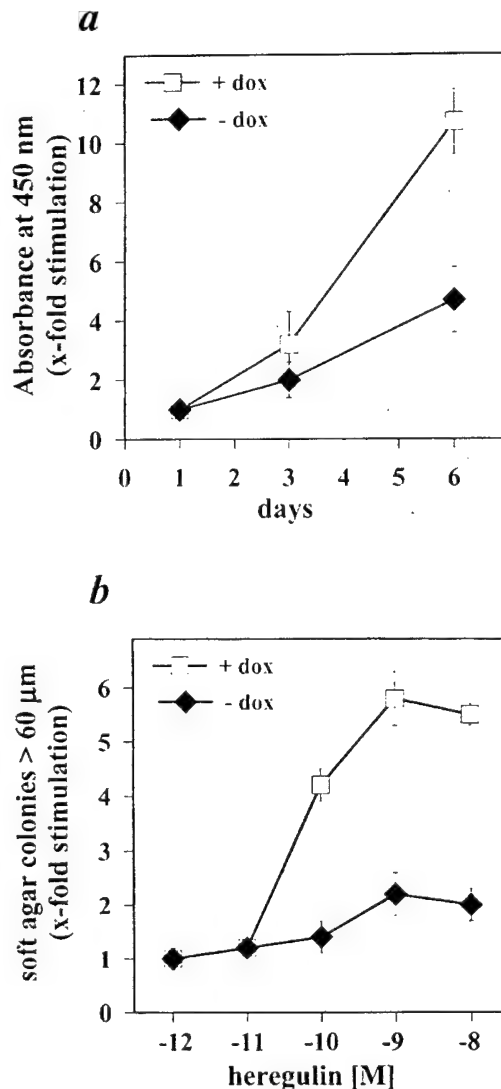 a
12
10
8
6
4
2
0
+ dox
- dox
Absorbance at 450 nm
(x-fold stimulation)
0 1 2 3 4 5 6
days
b
6
5
4
3
2
1
0
+ dox
- dox
soft agar colonies > 60 µm
(x-fold stimulation)
-12 -11 -10 -9 -8
heregulin [M]